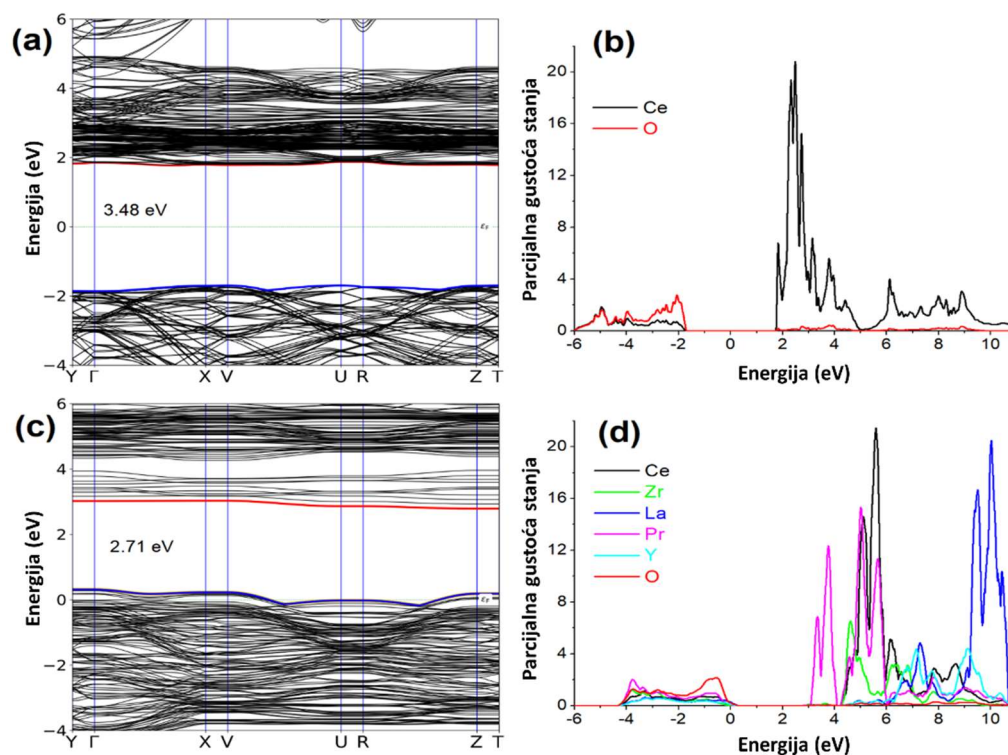 (a)
Energija (eV)
6
4
2
0
−2
−4
3.48 eV
εF
Y Γ X V U R Z T
(b)
Parcijalna gustoća stanja
20
16
12
8
4
0
Ce
O
-6 -4 -2 0 2 4 6 8 10
Energija (eV)
(c)
Energija (eV)
6
4
2
0
−2
−4
2.71 eV
εF
Y Γ X V U R Z T
(d)
Parcijalna gustoća stanja
20
16
12
8
4
0
Ce
Zr
La
Pr
Y
O
-6 -4 -2 0 2 4 6 8 10
Energija (eV)